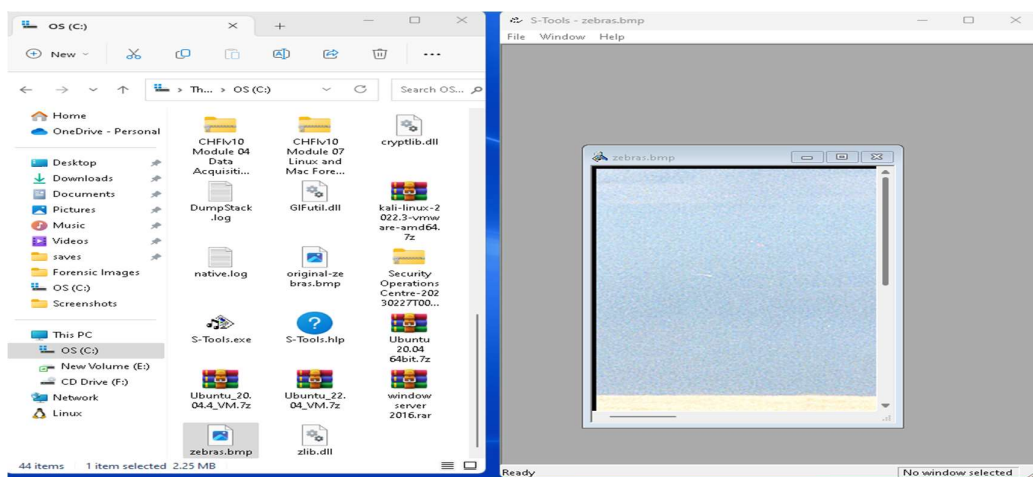 OS (C:)
New
Th... > OS (C:)
Search OS...
Home
OneDrive - Personal
Desktop
Downloads
Documents
Pictures
Music
Videos
saves
Forensic Images
OS (C:)
Screenshots
This PC
OS (C:)
New Volume (E:)
CD Drive (F:)
Network
Linux
CHFIv10
Module 04
Data
Acquisiti...
CHFIv10
Module 07
Linux and
Mac Fore...
cryptlib.dll
DumpStack
.log
GIFutil.dll
kali-linux-2
022.3-vmw
are-amd64.
7z
native.log
original-ze
bras.bmp
Security
Operations
Centre-202
30227T00...
S-Tools.exe
S-Tools.hlp
Ubuntu
20.04
64bit.7z
Ubuntu_20.
04.4_VM.7z
Ubuntu_22.
04_VM.7z
window
server
2016.rar
zebras.bmp
zlib.dll
44 items
1 item selected 2.25 MB
S-Tools - zebras.bmp
File Window Help
zebras.bmp
Ready
No window selected